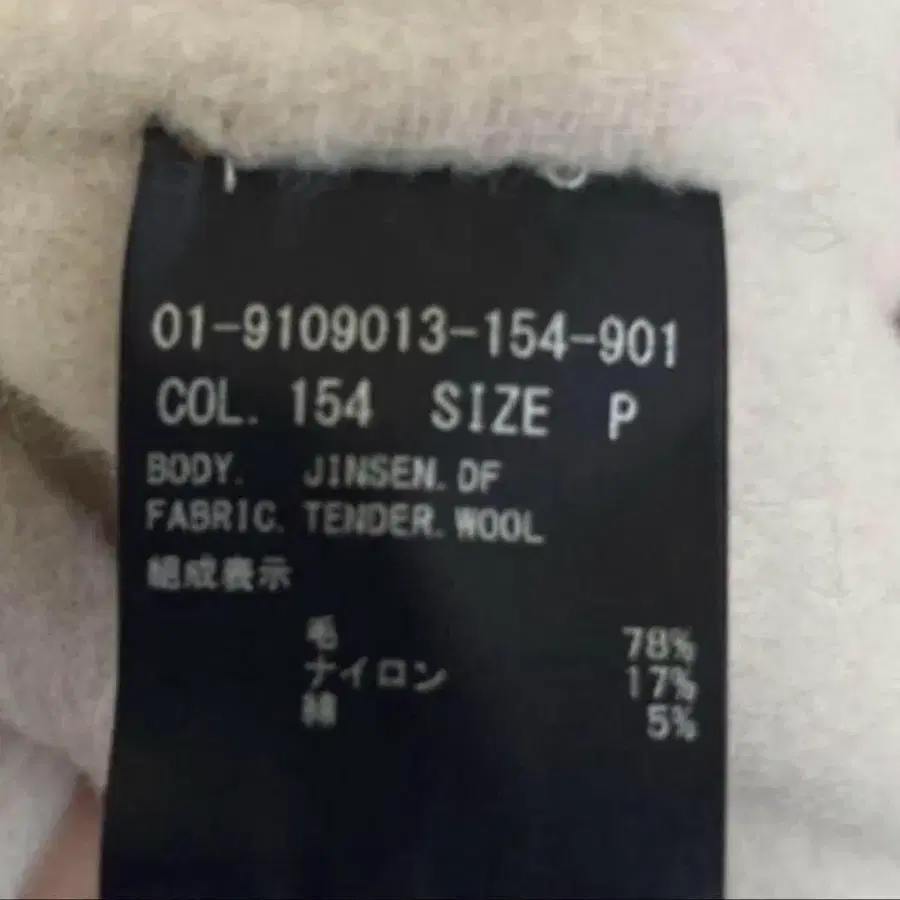 01-9109013-154-901
COL. 154 SIZE P
BODY. JINSEN.DF
FABRIC. TENDER.WOOL
組成表示
毛 78%
ナイロン 17%
綿 5%